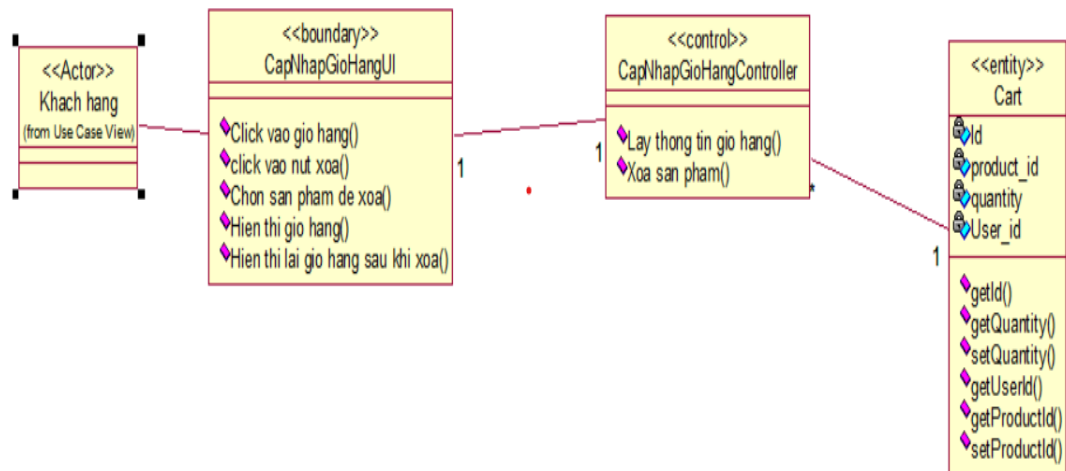 <<Actor>>
Khach hang
(from Use Case View)
<<boundary>>
CapNhapGioHangUI
Click vao gio hang()
click vao nut xoa()
Chon san pham de xoa()
Hien thi gio hang()
Hien thi lai gio hang sau khi xoa()
1
1
<<control>>
CapNhapGioHangController
Lay thong tin gio hang()
Xoa san pham()
*
1
<<entity>>
Cart
Id
product_id
quantity
User_id
getId()
getQuantity()
setQuantity()
getUserId()
getProductId()
setProductId()